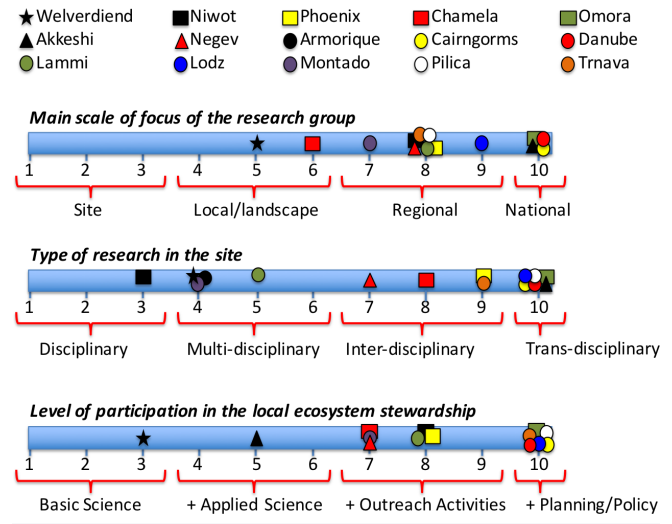 Welverdiend Niwot Phoenix Chamela Omora
Akkeshi Negev Armorique Cairngorms Danube
Lammi Lodz Montado Pilica Trnava
Main scale of focus of the research group
1 2 3 4 5 6 7 8 9 10
Site Local/landscape Regional National
Type of research in the site
1 2 3 4 5 6 7 8 9 10
Disciplinary Multi-disciplinary Inter-disciplinary Trans-disciplinary
Level of participation in the local ecosystem stewardship
1 2 3 4 5 6 7 8 9 10
Basic Science + Applied Science + Outreach Activities + Planning/Policy